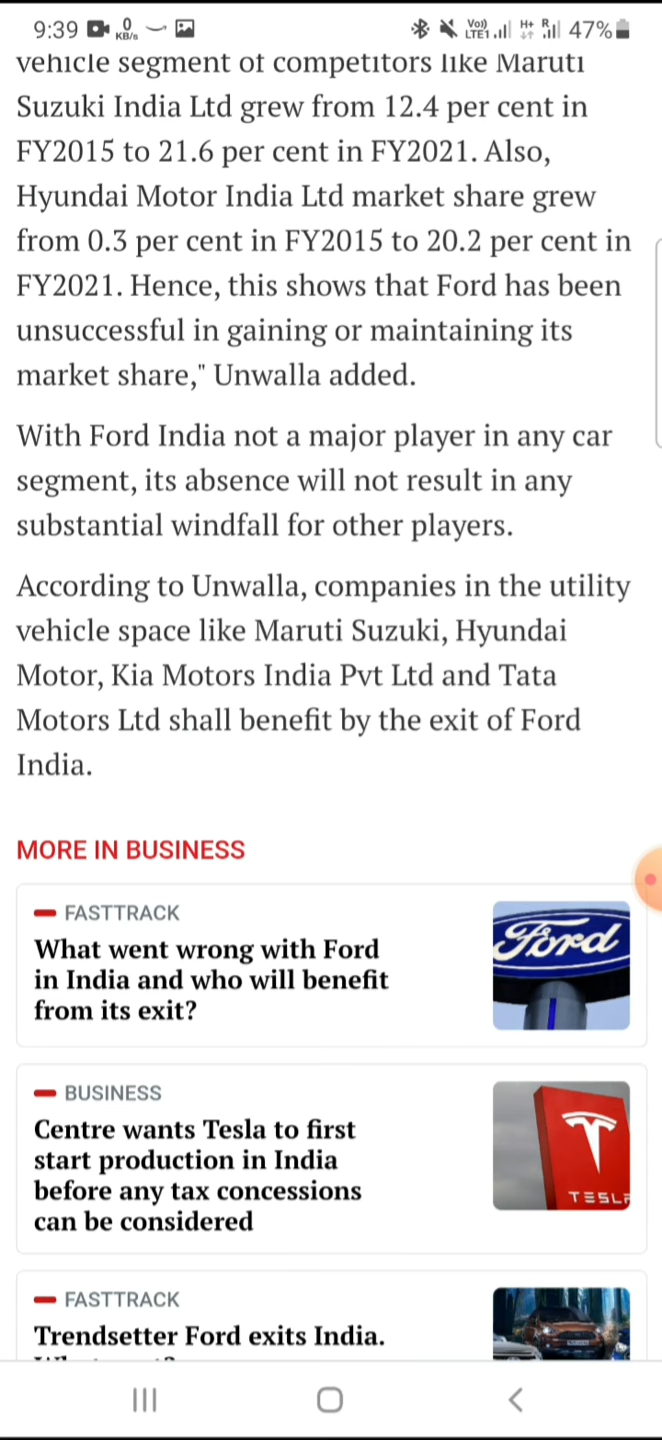 9:39 0 KB/s Vo)) LTE1 H+ R 47%
vehicle segment of competitors like Maruti
Suzuki India Ltd grew from 12.4 per cent in
FY2015 to 21.6 per cent in FY2021. Also,
Hyundai Motor India Ltd market share grew
from 0.3 per cent in FY2015 to 20.2 per cent in
FY2021. Hence, this shows that Ford has been
unsuccessful in gaining or maintaining its
market share," Unwalla added.
With Ford India not a major player in any car
segment, its absence will not result in any
substantial windfall for other players.
According to Unwalla, companies in the utility
vehicle space like Maruti Suzuki, Hyundai
Motor, Kia Motors India Pvt Ltd and Tata
Motors Ltd shall benefit by the exit of Ford
India.
MORE IN BUSINESS
FASTTRACK
What went wrong with Ford
in India and who will benefit
from its exit?
Ford
BUSINESS
Centre wants Tesla to first
start production in India
before any tax concessions
can be considered
TESLA
FASTTRACK
Trendsetter Ford exits India.